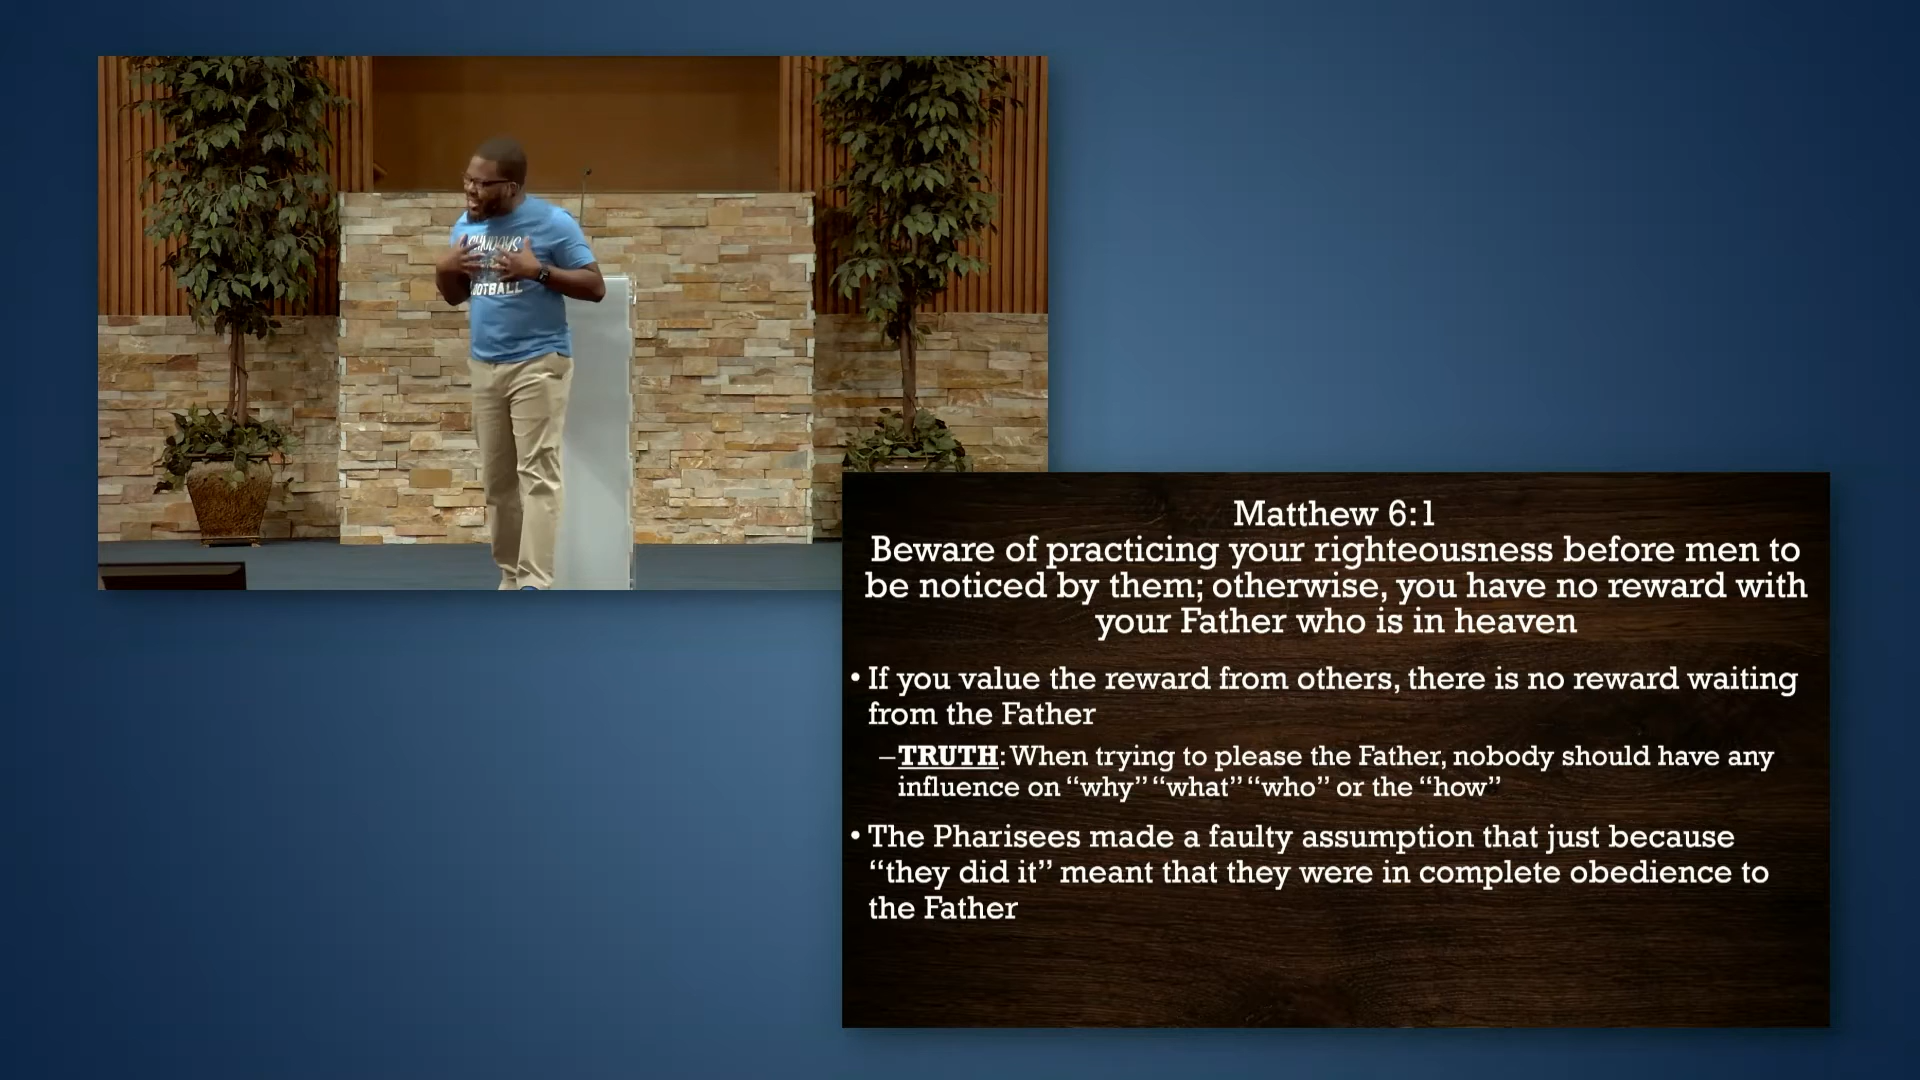 SUNDAYS
FOOTBALL
Matthew 6:1
Beware of practicing your righteousness before men to
be noticed by them; otherwise, you have no reward with
your Father who is in heaven
• If you value the reward from others, there is no reward waiting
from the Father
–TRUTH: When trying to please the Father, nobody should have any
influence on “why” “what” “who” or the “how”
• The Pharisees made a faulty assumption that just because
“they did it” meant that they were in complete obedience to
the Father